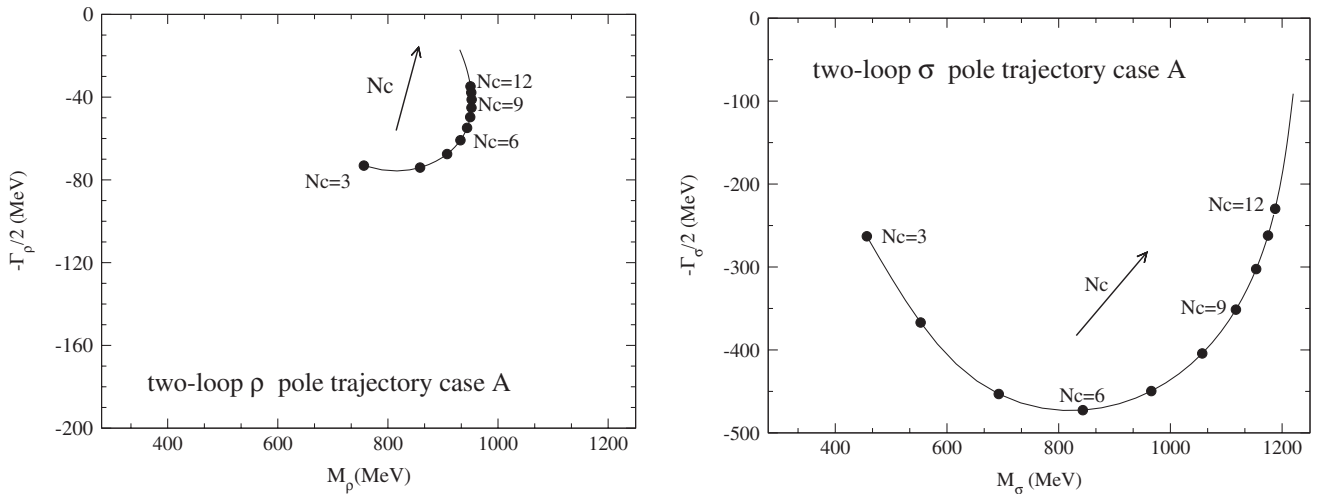 0
-40
-80
-120
-160
-200
400
600
800
1000
1200
-Γρ/2 (MeV)
Mρ(MeV)
Nc
Nc=12
Nc=9
Nc=6
Nc=3
two-loop ρ pole trajectory case A
0
-100
-200
-300
-400
-500
400
600
800
1000
1200
-Γσ/2 (MeV)
Mσ (MeV)
two-loop σ pole trajectory case A
Nc=12
Nc=3
Nc
Nc=9
Nc=6